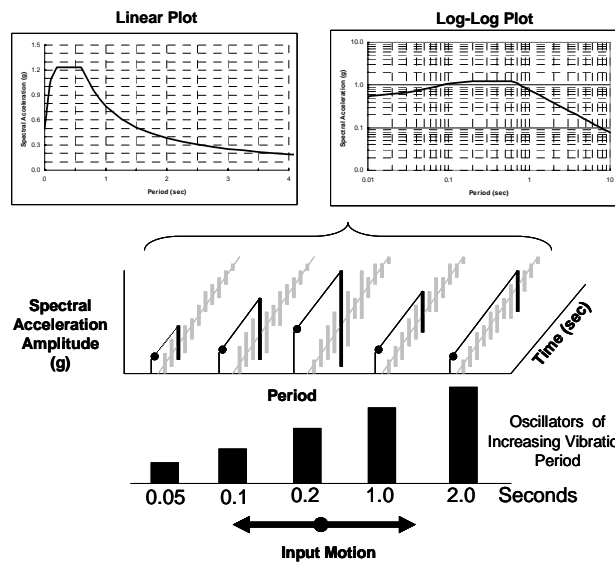 Linear Plot
Log-Log Plot
Spectral Acceleration (g)
1.5
1.2
0.9
0.6
0.3
0.0
0 1 2 3 4
Period (sec)
Spectral Acceleration (g)
10.0
1.0
0.1
0.0
0.01 0.1 1 10
Period (sec)
Spectral
Acceleration
Amplitude
(g)
Time (sec)
Period
Oscillators of
Increasing Vibratio
Period
0.05 0.1 0.2 1.0 2.0 Seconds
Input Motion